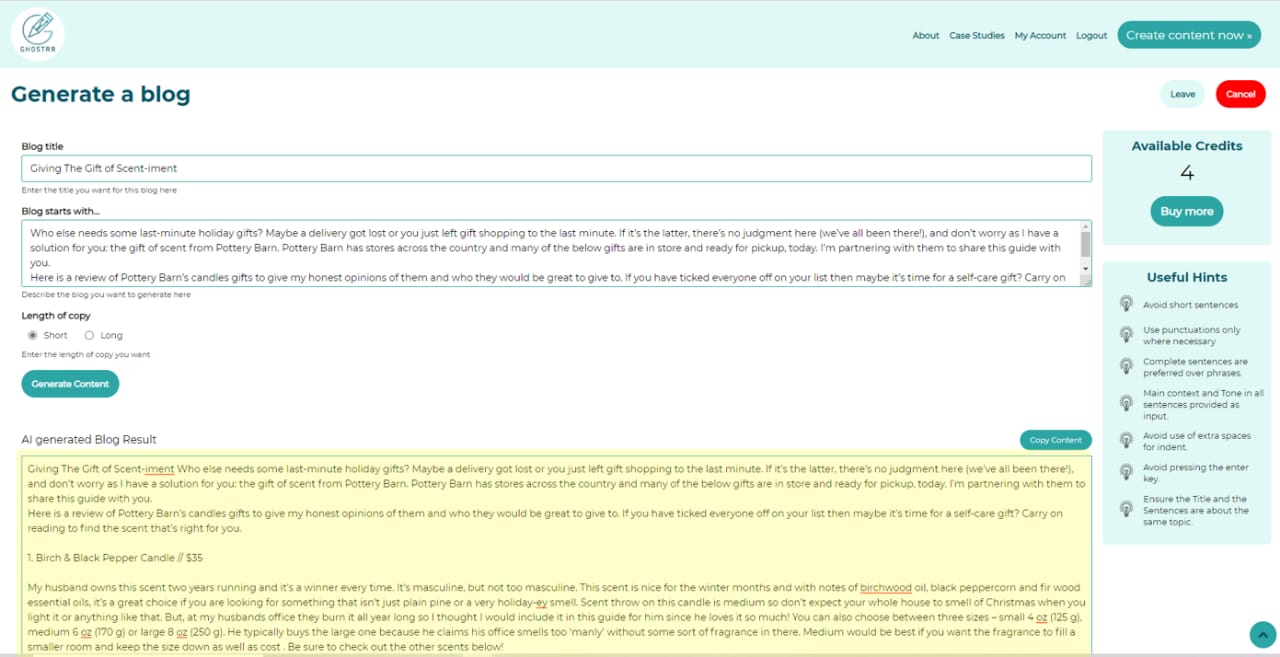 GHOSTAR
About Case Studies My Account Logout Create content now »
Generate a blog
Leave Cancel
Blog title
Giving The Gift of Scent-iment
Enter the title you want for this blog here
Blog starts with...
Who else needs some last-minute holiday gifts? Maybe a delivery got lost or you just left gift shopping to the last minute. If it's the latter, there's no judgment here (we've all been there!), and don't worry as I have a
solution for you: the gift of scent from Pottery Barn. Pottery Barn has stores across the country and many of the below gifts are in store and ready for pickup, today. I'm partnering with them to share this guide with
you.
Here is a review of Pottery Barn's candles gifts to give my honest opinions of them and who they would be great to give to. If you have ticked everyone off on your list then maybe it's time for a self-care gift? Carry on
Describe the blog you want to generate here
Length of copy
Short Long
Enter the length of copy you want
Generate Content
AI generated Blog Result
Copy Content
Giving The Gift of Scent-iment Who else needs some last-minute holiday gifts? Maybe a delivery got lost or you just left gift shopping to the last minute. If it's the latter, there's no judgment here (we've all been there!),
and don't worry as I have a solution for you: the gift of scent from Pottery Barn. Pottery Barn has stores across the country and many of the below gifts are in store and ready for pickup, today. I'm partnering with them to
share this guide with you.
Here is a review of Pottery Barn's candles gifts to give my honest opinions of them and who they would be great to give to. If you have ticked everyone off on your list then maybe it's time for a self-care gift? Carry on
reading to find the scent that's right for you.
1. Birch & Black Pepper Candle // $35
My husband owns this scent two years running and it's a winner every time. It's masculine, but not too masculine. This scent is nice for the winter months and with notes of birchwood oil, black peppercorn and fir wood
essential oils, it's a great choice if you are looking for something that isn't just plain pine or a very holiday-ey smell. Scent throw on this candle is medium so don't expect your whole house to smell of Christmas when you
light it or anything like that. But, at my husbands office they burn it all year long so I thought I would include it in this guide for him since he loves it so much! You can also choose between three sizes – small 4 oz (125 g),
medium 6 oz (170 g) or large 8 oz (250 g). He typically buys the large one because he claims his office smells too 'manly' without some sort of fragrance in there. Medium would be best if you want the fragrance to fill a
smaller room and keep the size down as well as cost . Be sure to check out the other scents below!
Available Credits
4
Buy more
Useful Hints
Avoid short sentences
Use punctuations only
where necessary
Complete sentences are
preferred over phrases.
Main context and Tone in all
sentences provided as
input.
Avoid use of extra spaces
for indent.
Avoid pressing the enter
key.
Ensure the Title and the
Sentences are about the
same topic.